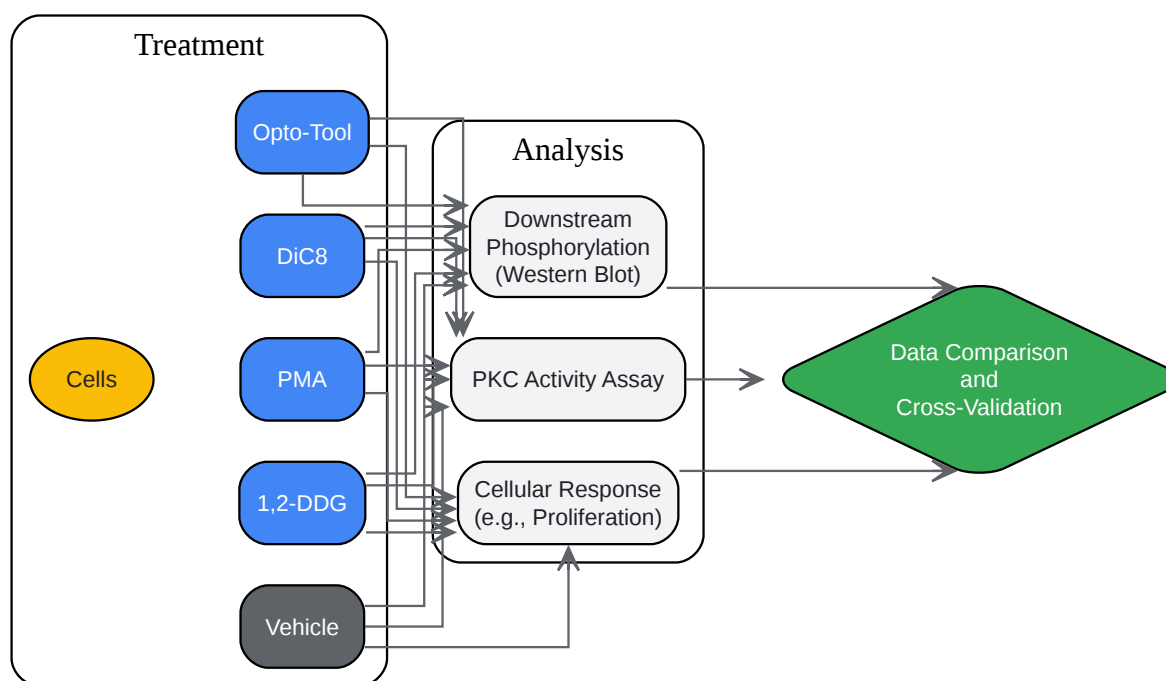 Treatment
Opto-Tool
DiC8
Cells
PMA
1,2-DDG
Vehicle
Analysis
Downstream
Phosphorylation
(Western Blot)
PKC Activity Assay
Cellular Response
(e.g., Proliferation)
Data Comparison
and
Cross-Validation